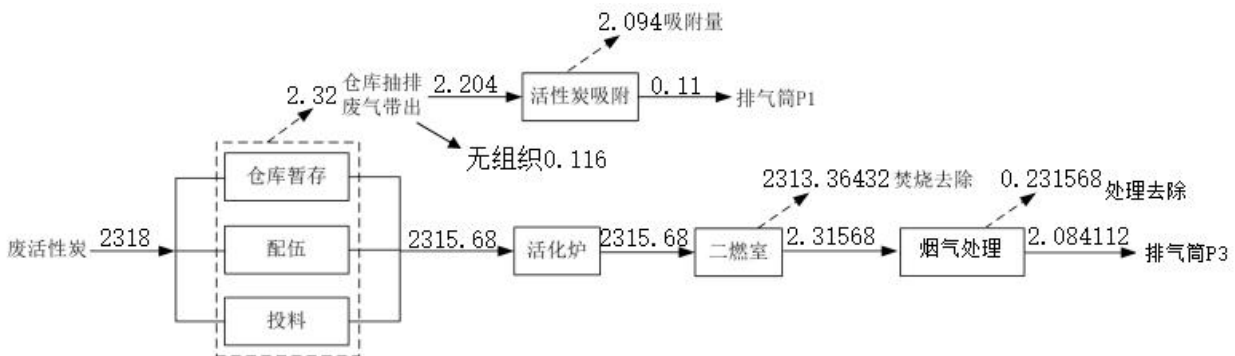 2.094吸附量
2.32
仓库抽排
废气带出
2.204
活性炭吸附
0.11
排气筒P1
无组织0.116
仓库暂存
2313.36432焚烧去除
0.231568处理去除
废活性炭
2318
配伍
2315.68
活化炉
2315.68
二燃室
2.31568
烟气处理
2.084112
排气筒P3
投料